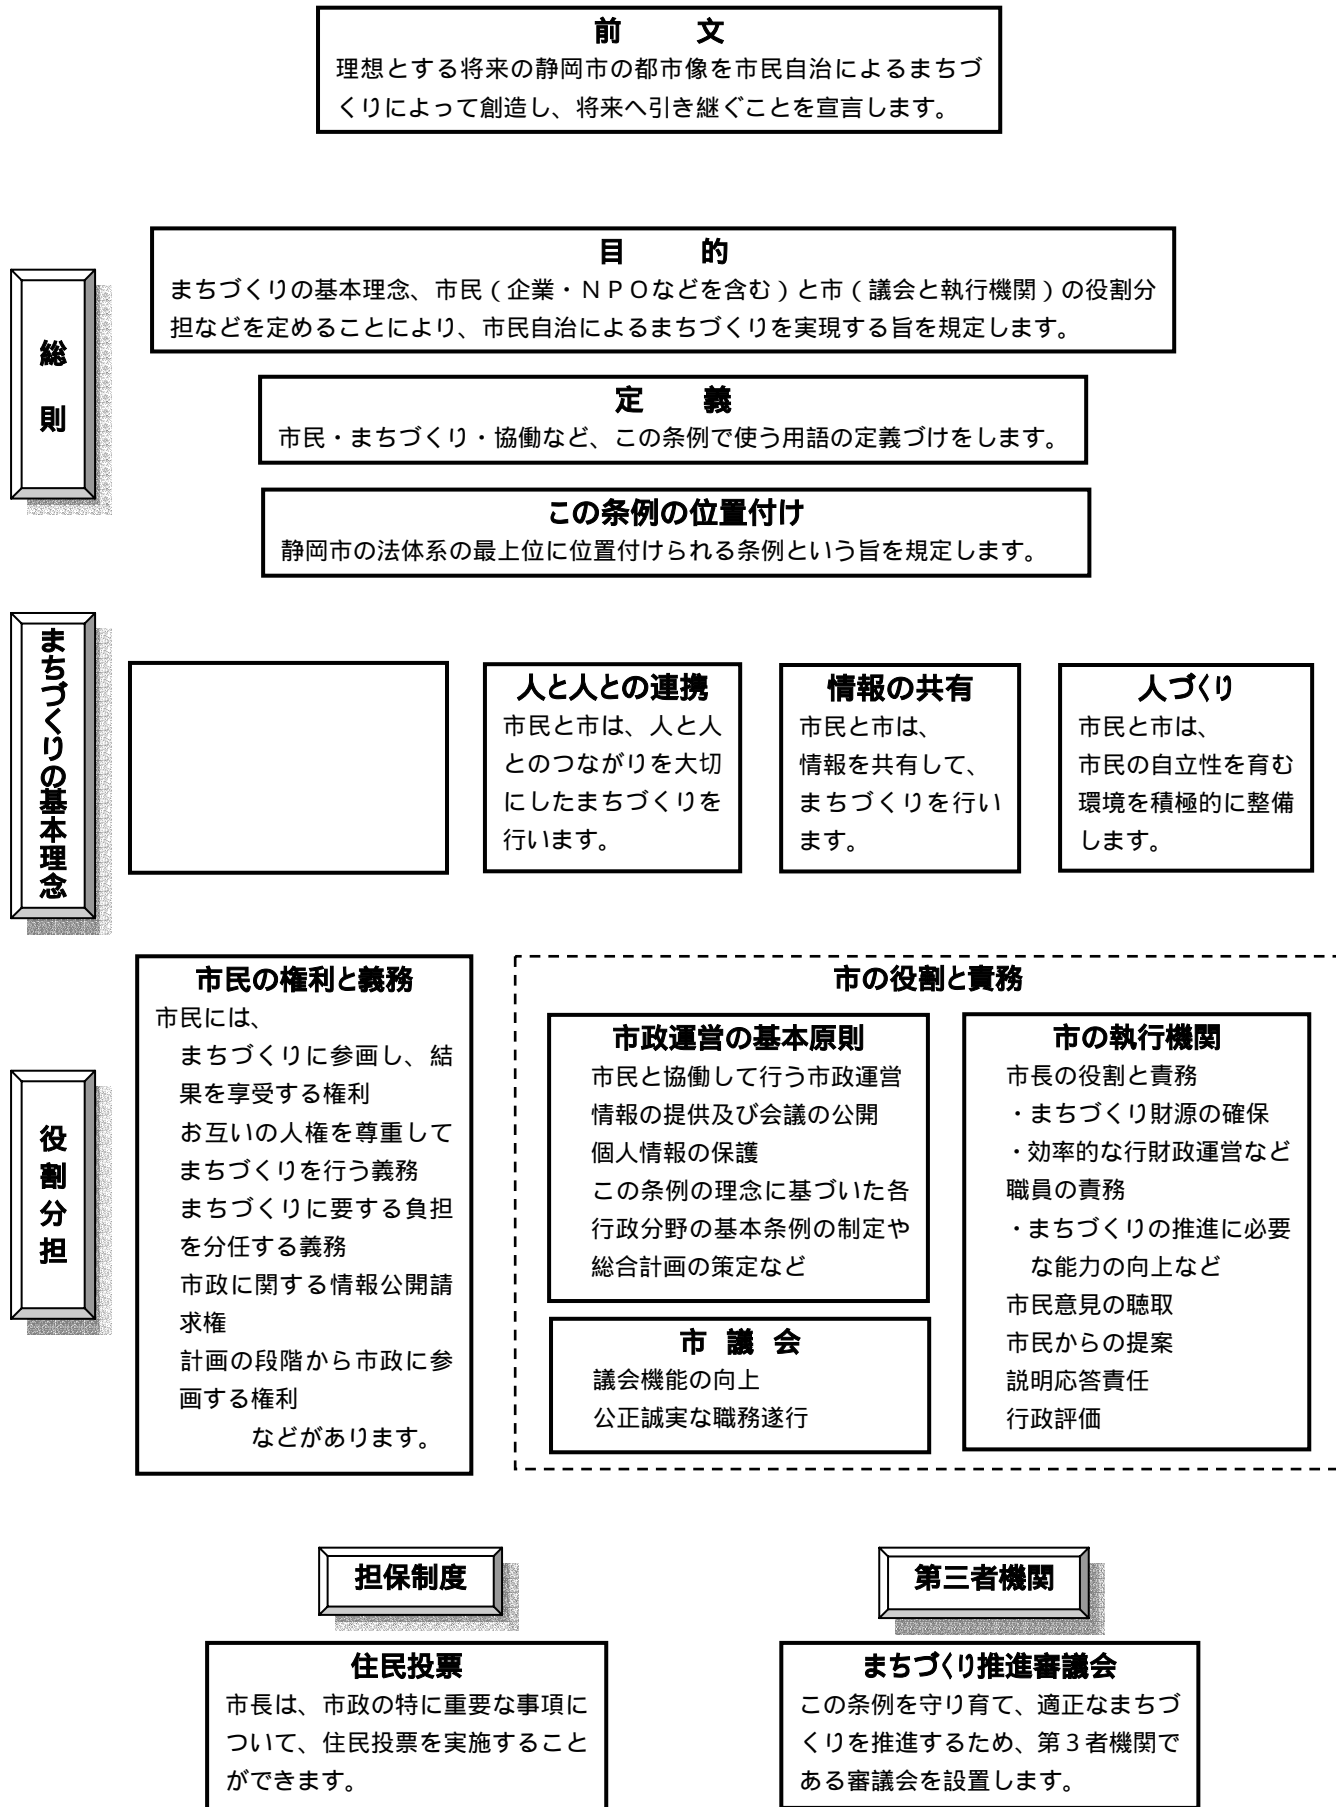 前　文
理想とする将来の静岡市の都市像を市民自治によるまちづ
くりによって創造し、将来へ引き継ぐことを宣言します。
総則
目　的
まちづくりの基本理念、市民（企業・ＮＰＯなどを含む）と市（議会と執行機関）の役割分
担などを定めることにより、市民自治によるまちづくりを実現する旨を規定します。
定　義
市民・まちづくり・協働など、この条例で使う用語の定義づけをします。
この条例の位置付け
静岡市の法体系の最上位に位置付けられる条例という旨を規定します。
まちづくりの基本理念
人と人との連携
市民と市は、人と人
とのつながりを大切
にしたまちづくりを
行います。
情報の共有
市民と市は、
情報を共有して、
まちづくりを行い
ます。
人づくり
市民と市は、
市民の自立性を育む
環境を積極的に整備
します。
役割分担
市民の権利と義務
市民には、
まちづくりに参画し、結
果を享受する権利
お互いの人権を尊重して
まちづくりを行う義務
まちづくりに要する負担
を分任する義務
市政に関する情報公開請
求権
計画の段階から市政に参
画する権利
などがあります。
市の役割と責務
市政運営の基本原則
市民と協働して行う市政運営
情報の提供及び会議の公開
個人情報の保護
この条例の理念に基づいた各
行政分野の基本条例の制定や
総合計画の策定など
市議会
議会機能の向上
公正誠実な職務遂行
市の執行機関
市長の役割と責務
・まちづくり財源の確保
・効率的な行財政運営など
職員の責務
・まちづくりの推進に必要
な能力の向上など
市民意見の聴取
市民からの提案
説明応答責任
行政評価
担保制度
住民投票
市長は、市政の特に重要な事項に
ついて、住民投票を実施すること
ができます。
第三者機関
まちづくり推進審議会
この条例を守り育て、適正なまちづ
くりを推進するため、第３者機関で
ある審議会を設置します。